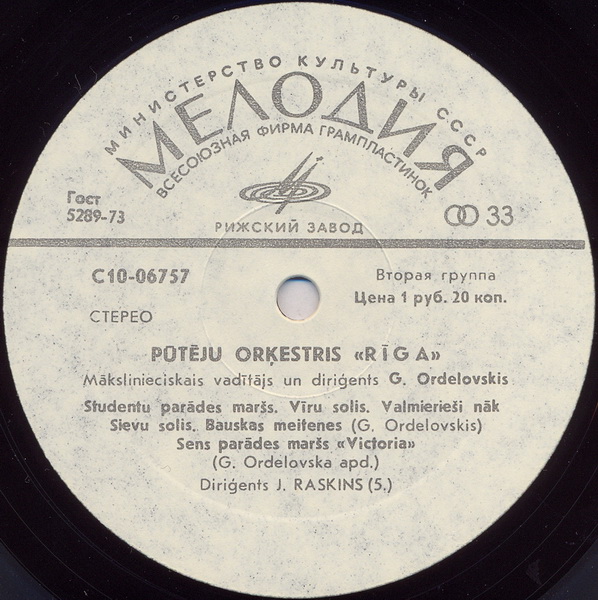 МИНИСТЕРСТВО КУЛЬТУРЫ СССР
МЕЛОДИЯ
ВСЕСОЮЗНАЯ ФИРМА ГРАМПЛАСТИНОК
Гост
5289-73
33
РИЖСКИЙ ЗАВОД
С10-06757
Вторая группа
Цена 1 руб. 20 коп.
СТЕРЕО
PŪTĒJU ORĶESTRIS «RĪGA»
Mākslinieciskais vadītājs un diriģents G. Ordelovskis
Studentu parādes maršs. Vīru solis. Valmierieši nāk
Sievu solis. Bauskas meitenes (G. Ordelovskis)
Sens parādes maršs «Victoria»
(G. Ordelovska apd.)
Diriģents J. RASKINS (5.)